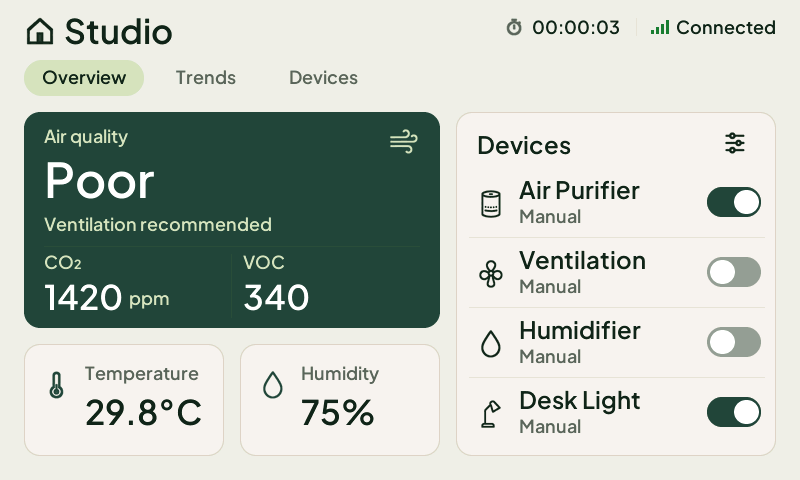 Studio
00:00:03
Connected
Overview
Trends
Devices
Air quality
Poor
Ventilation recommended
CO₂
1420 ppm
VOC
340
Temperature
29.8°C
Humidity
75%
Devices
Air Purifier
Manual
Ventilation
Manual
Humidifier
Manual
Desk Light
Manual